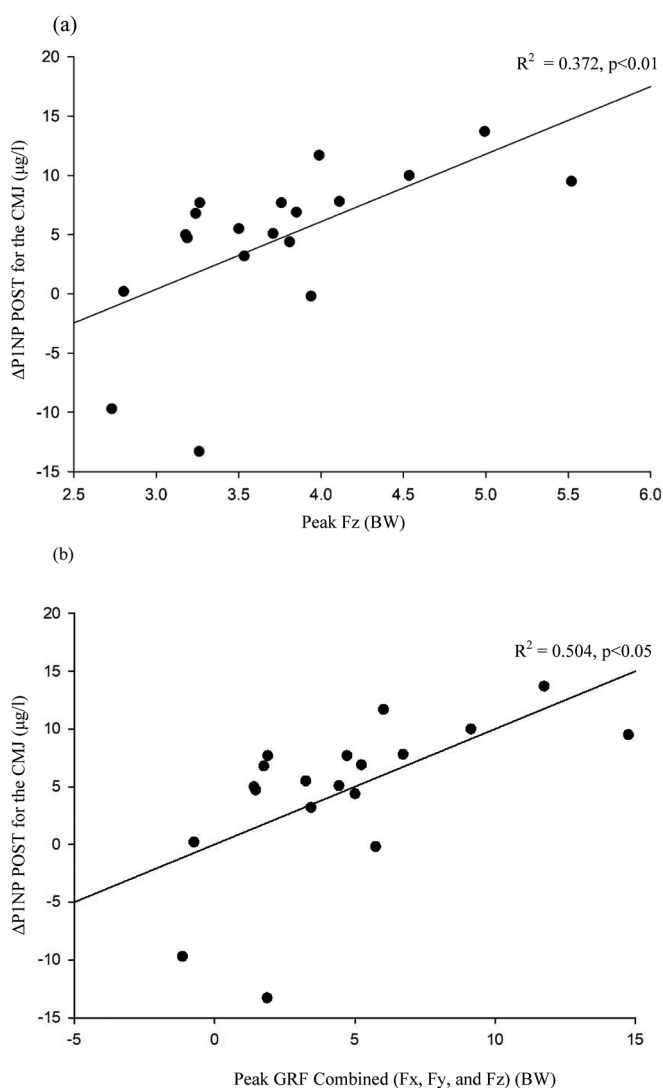 (a)
R² = 0.372, p<0.01
20
15
10
5
0
-5
-10
-15
ΔP1NP POST for the CMJ (µg/l)
2.5 3.0 3.5 4.0 4.5 5.0 5.5 6.0
Peak Fz (BW)
(b)
R² = 0.504, p<0.05
20
15
10
5
0
-5
-10
-15
ΔP1NP POST for the CMJ (µg/l)
-5 0 5 10 15
Peak GRF Combined (Fx, Fy, and Fz) (BW)